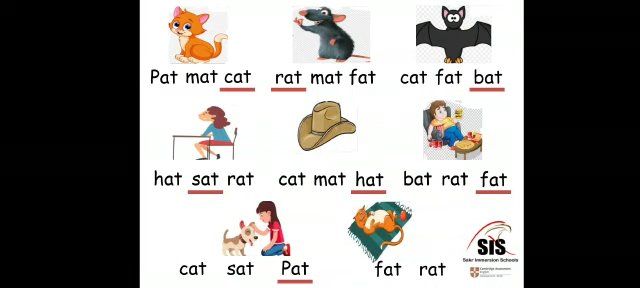 Pat mat cat
rat mat fat
cat fat bat
hat sat rat
cat mat hat
bat rat fat
cat sat Pat
fat rat
SIS
Sakr Immersion Schools